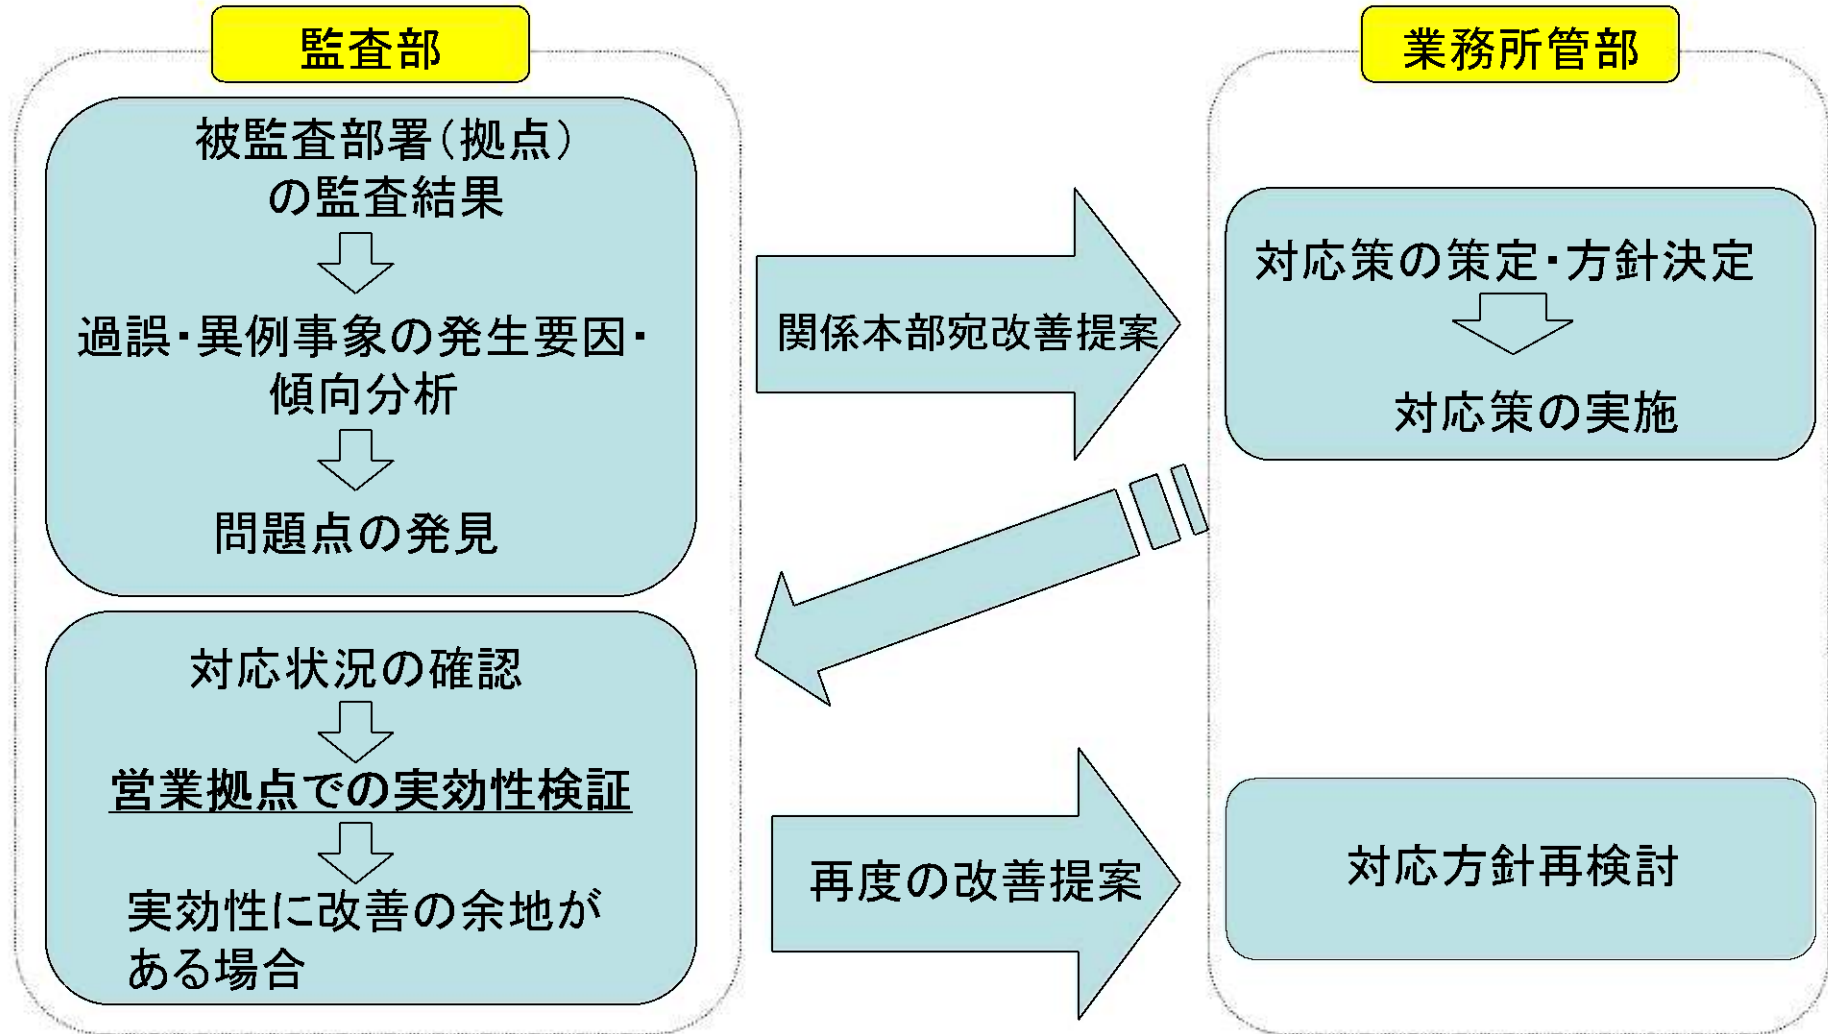 監査部
被監査部署(拠点)
の監査結果
過誤・異例事象の発生要因・
傾向分析
問題点の発見
対応状況の確認
営業拠点での実効性検証
実効性に改善の余地が
ある場合
関係本部宛改善提案
再度の改善提案
業務所管部
対応策の策定・方針決定
対応策の実施
対応方針再検討